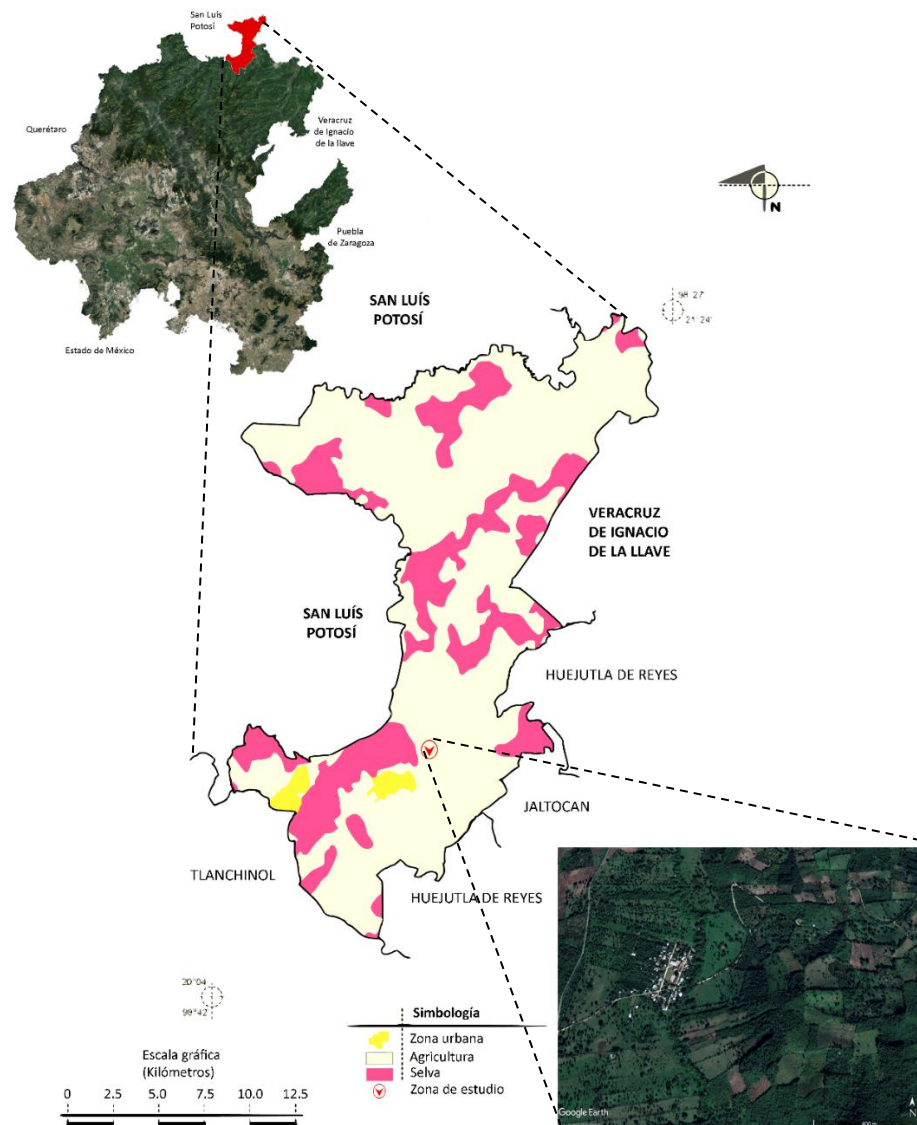 San Luís
Potosí
Querétaro
Veracruz
de Ignacio
de la llave
Puebla
de Zaragoza
Estado de México
N
SAN LUÍS
POTOSÍ
98° 27'
21° 24'
VERACRUZ
DE IGNACIO
DE LA LLAVE
SAN LUÍS
POTOSÍ
HUEJUTLA DE REYES
JALTOCAN
TLANCHINOL
HUEJUTLA DE REYES
20°04'
99°42'
Simbología
Zona urbana
Agricultura
Selva
Zona de estudio
Escala gráfica
(Kilómetros)
0 2.5 5.0 7.5 10 12.5
Google Earth
N